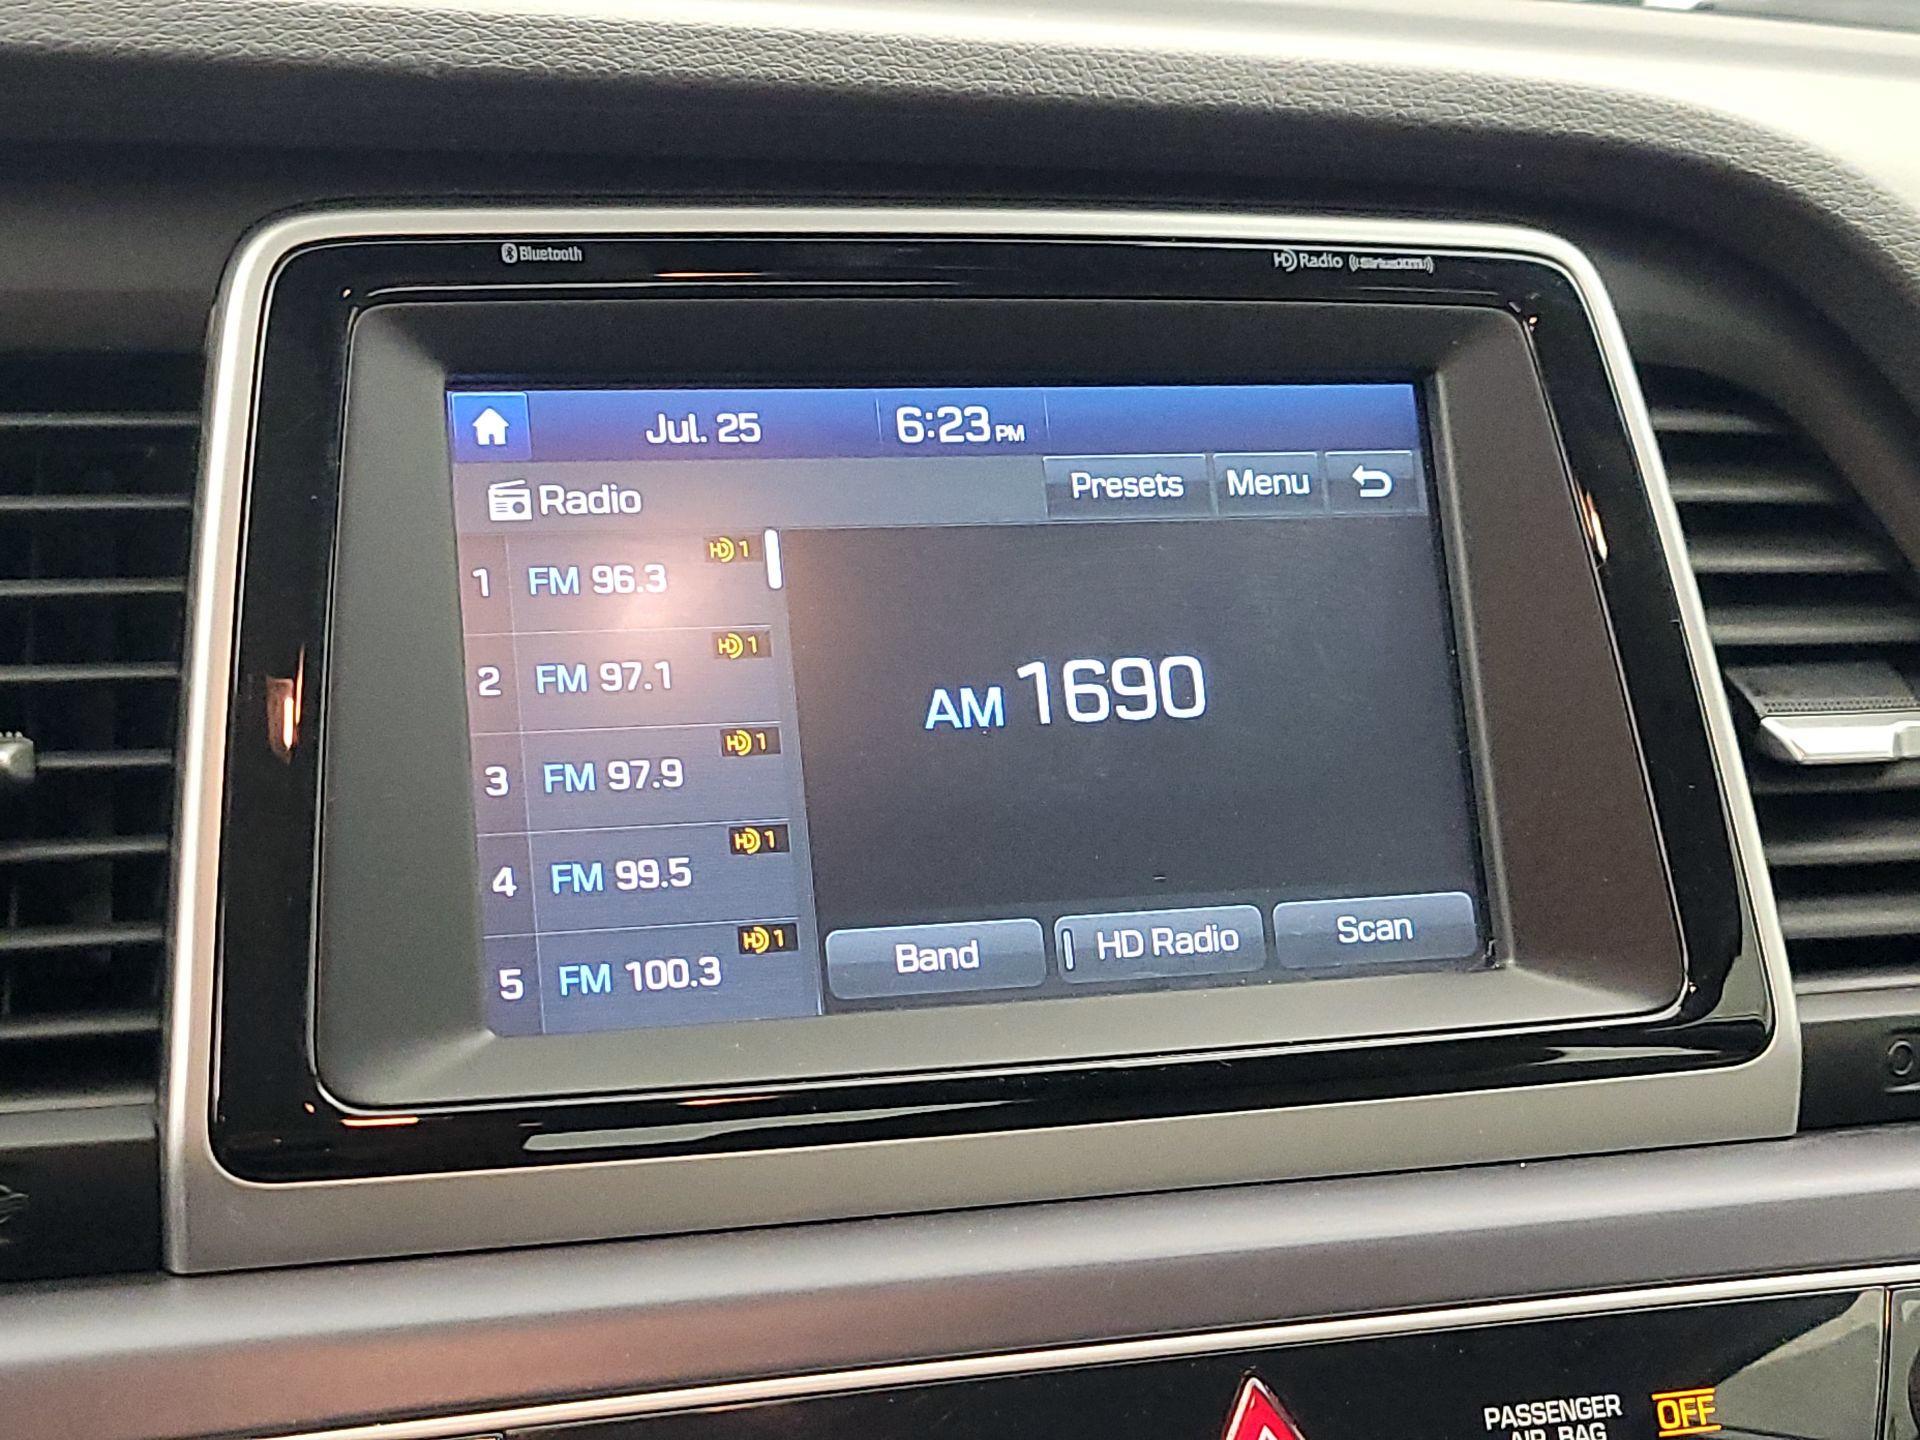 Bluetooth
HD Radio (((SiriusXM)))
Jul. 25 6:23 PM
Radio Presets Menu
1 FM 96.3 HD 1
2 FM 97.1 HD 1
3 FM 97.9 HD 1
4 FM 99.5 HD 1
5 FM 100.3 HD 1
AM 1690
Band HD Radio Scan
PASSENGER OFF
AIR BAG